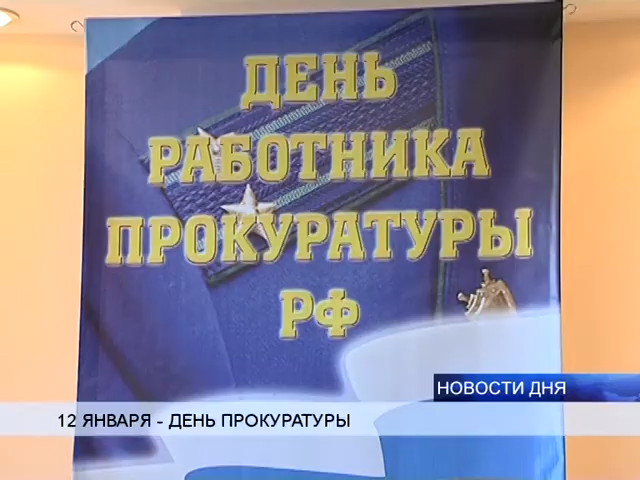 ДЕНЬ
РАБОТНИКА
ПРОКУРАТУРЫ
РФ
НОВОСТИ ДНЯ
12 ЯНВАРЯ - ДЕНЬ ПРОКУРАТУРЫ